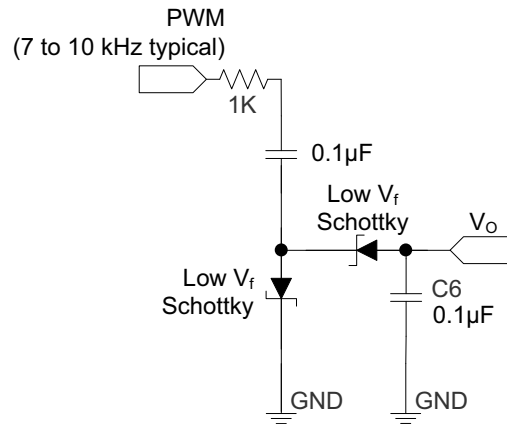 PWM
(7 to 10 kHz typical)
1K
0.1µF
Low Vf
Schottky
VO
Low Vf
Schottky
C6
0.1µF
GND
GND